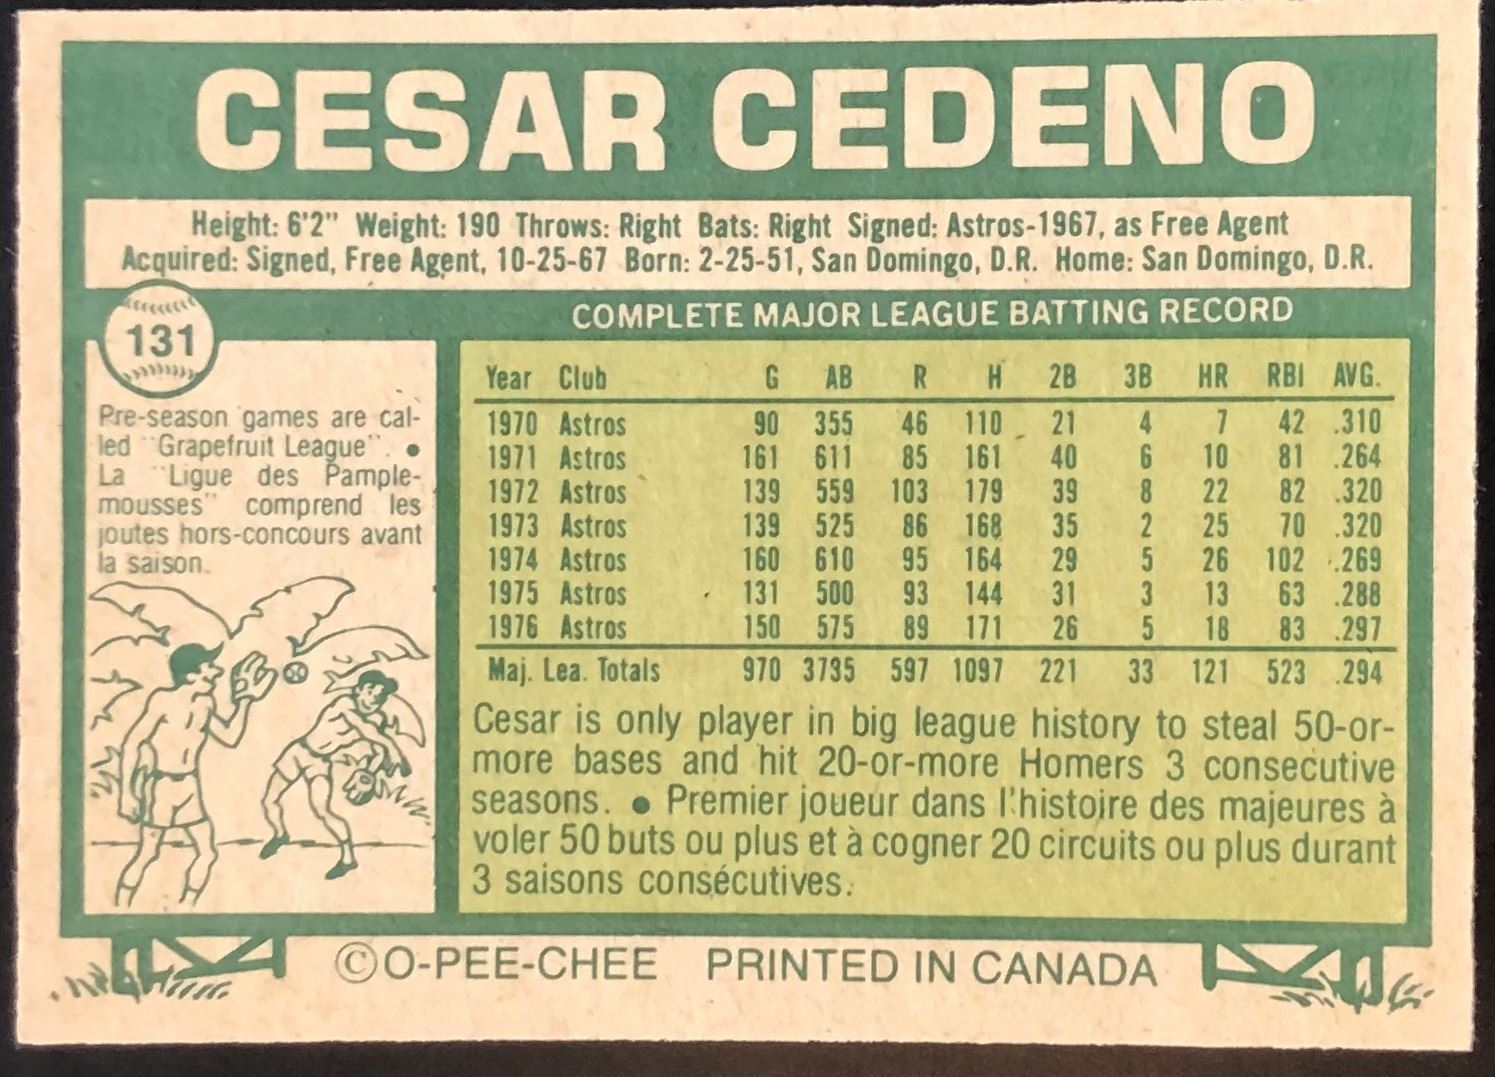 CESAR CEDENO
Height: 6'2" Weight: 190 Throws: Right Bats: Right Signed: Astros-1967, as Free Agent
Acquired: Signed, Free Agent, 10-25-67 Born: 2-25-51, San Domingo, D.R. Home: San Domingo, D.R.
131
Pre-season games are cal-
led "Grapefruit League". ●
La "Ligue des Pample-
mousses" comprend les
joutes hors-concours avant
la saison.
COMPLETE MAJOR LEAGUE BATTING RECORD
Year Club G AB R H 2B 3B HR RBI AVG.
1970 Astros 90 355 46 110 21 4 7 42 .310
1971 Astros 161 611 85 161 40 6 10 81 .264
1972 Astros 139 559 103 179 39 8 22 82 .320
1973 Astros 139 525 86 168 35 2 25 70 .320
1974 Astros 160 610 95 164 29 5 26 102 .269
1975 Astros 131 500 93 144 31 3 13 63 .288
1976 Astros 150 575 89 171 26 5 18 83 .297
Maj. Lea. Totals 970 3735 597 1097 221 33 121 523 .294
Cesar is only player in big league history to steal 50-or-
more bases and hit 20-or-more Homers 3 consecutive
seasons. ● Premier joueur dans l'histoire des majeures à
voler 50 buts ou plus et à cogner 20 circuits ou plus durant
3 saisons consécutives.
©O-PEE-CHEE PRINTED IN CANADA